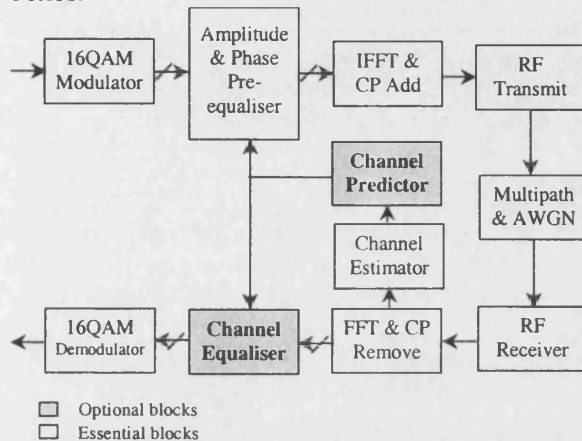 16QAM
Modulator
Amplitude
& Phase
Pre-
equaliser
IFFT &
CP Add
RF
Transmit
Channel
Predictor
Multipath
& AWGN
Channel
Estimator
16QAM
Demodulator
Channel
Equaliser
FFT & CP
Remove
RF
Receiver
Optional blocks
Essential blocks